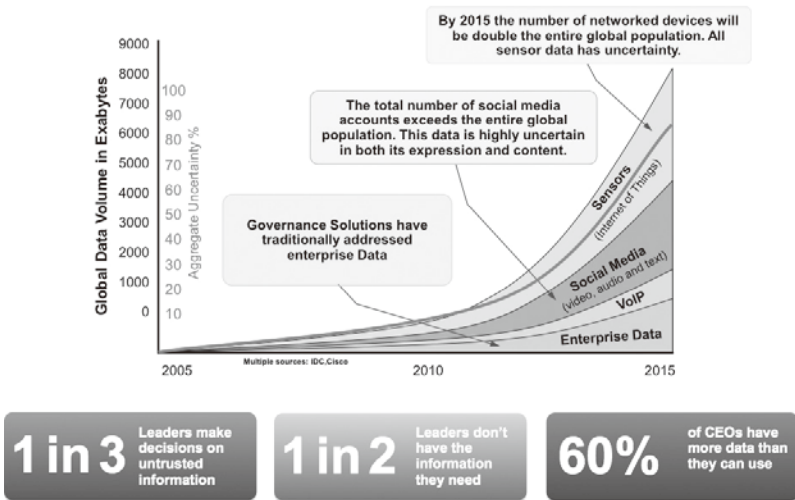 By 2015 the number of networked devices will
be double the entire global population. All
sensor data has uncertainty.
The total number of social media
accounts exceeds the entire global
population. This data is highly uncertain
in both its expression and content.
Governance Solutions have
traditionally addressed
enterprise Data
Global Data Volume in Exabytes
9000
8000
7000
6000
5000
4000
3000
2000
1000
0
Aggregate Uncertainty %
100
90
80
70
60
50
40
30
20
10
Sensors
(Internet of Things)
Social Media
(video, audio and text)
VoIP
Enterprise Data
Multiple sources: IDC,Cisco
2005
2010
2015
1 in 3
Leaders make
decisions on
untrusted
information
1 in 2
Leaders don't
have the
information
they need
60%
of CEOs have
more data than
they can use